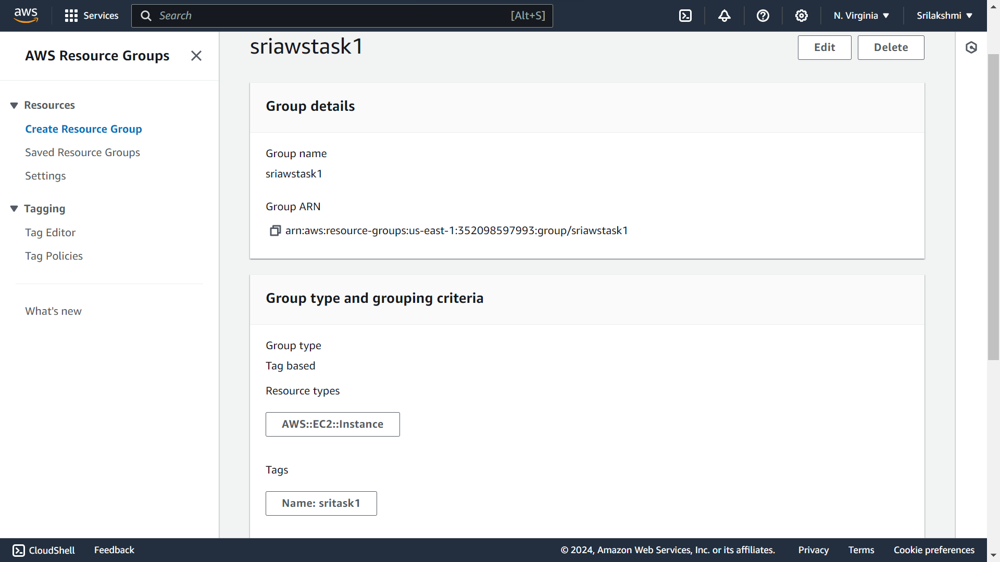 aws
Services
Search
[Alt+S]
N. Virginia
Srilakshmi
AWS Resource Groups
Resources
Create Resource Group
Saved Resource Groups
Settings
Tagging
Tag Editor
Tag Policies
What's new
sriawstask1
Edit
Delete
Group details
Group name
sriawstask1
Group ARN
arn:aws:resource-groups:us-east-1:352098597993:group/sriawstask1
Group type and grouping criteria
Group type
Tag based
Resource types
AWS::EC2::Instance
Tags
Name: sritask1
CloudShell
Feedback
© 2024, Amazon Web Services, Inc. or its affiliates.
Privacy
Terms
Cookie preferences